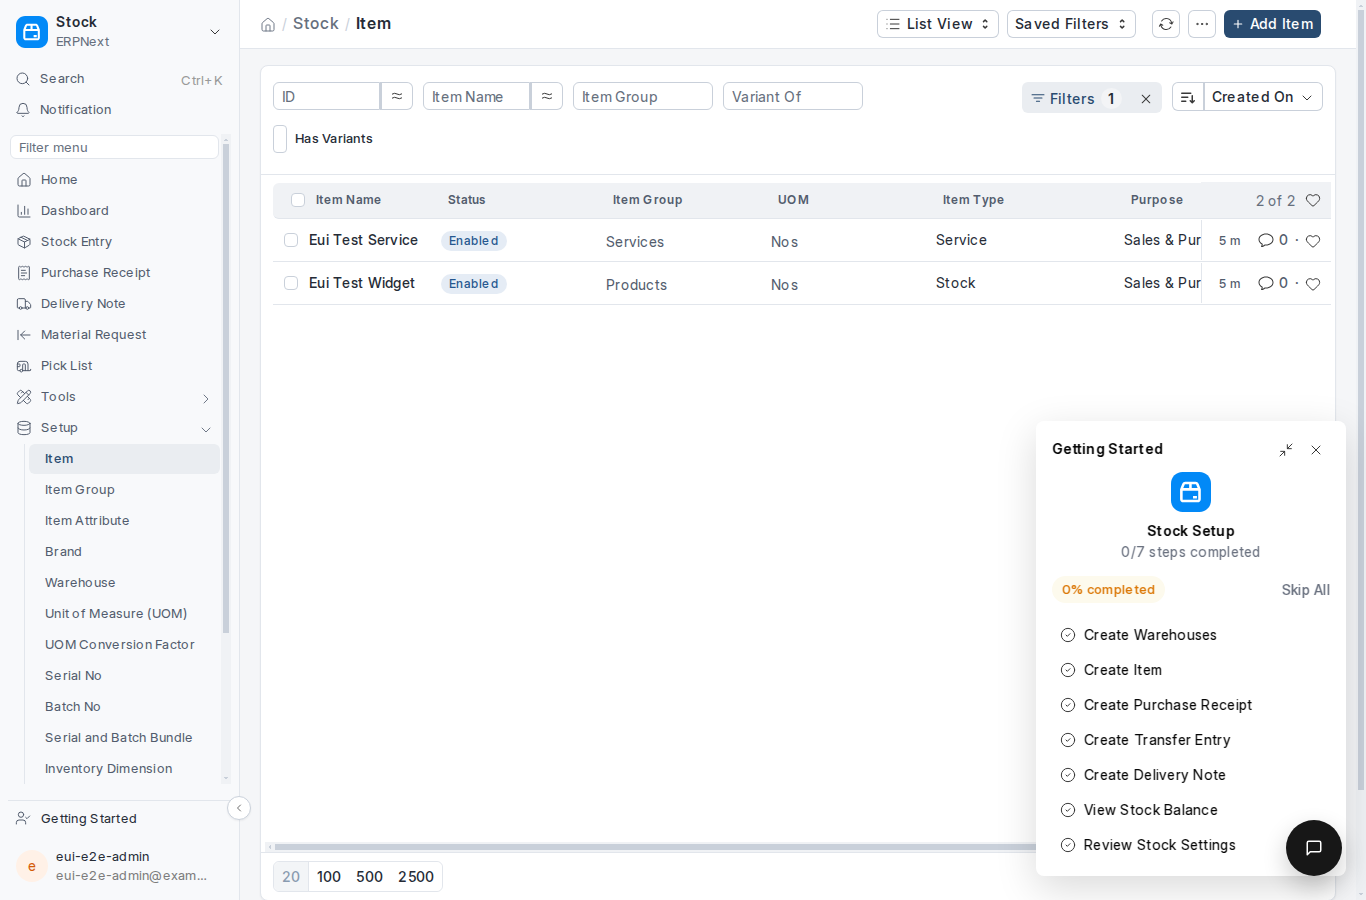 Stock
ERPNext
Search
Ctrl+K
Notification
Filter menu
Home
Dashboard
Stock Entry
Purchase Receipt
Delivery Note
Material Request
Pick List
Tools
Setup
Item
Item Group
Item Attribute
Brand
Warehouse
Unit of Measure (UOM)
UOM Conversion Factor
Serial No
Batch No
Serial and Batch Bundle
Inventory Dimension
Getting Started
e
eui-e2e-admin
eui-e2e-admin@exam...
/ Stock / Item
List View
Saved Filters
Add Item
ID
Item Name
Item Group
Variant Of
Filters 1
Created On
Has Variants
Item Name Status Item Group UOM Item Type Purpose 2 of 2
Eui Test Service Enabled Services Nos Service Sales & Pur 5 m 0 ·
Eui Test Widget Enabled Products Nos Stock Sales & Pur 5 m 0 ·
Getting Started
Stock Setup
0/7 steps completed
0% completed
Skip All
Create Warehouses
Create Item
Create Purchase Receipt
Create Transfer Entry
Create Delivery Note
View Stock Balance
Review Stock Settings
20 100 500 2500